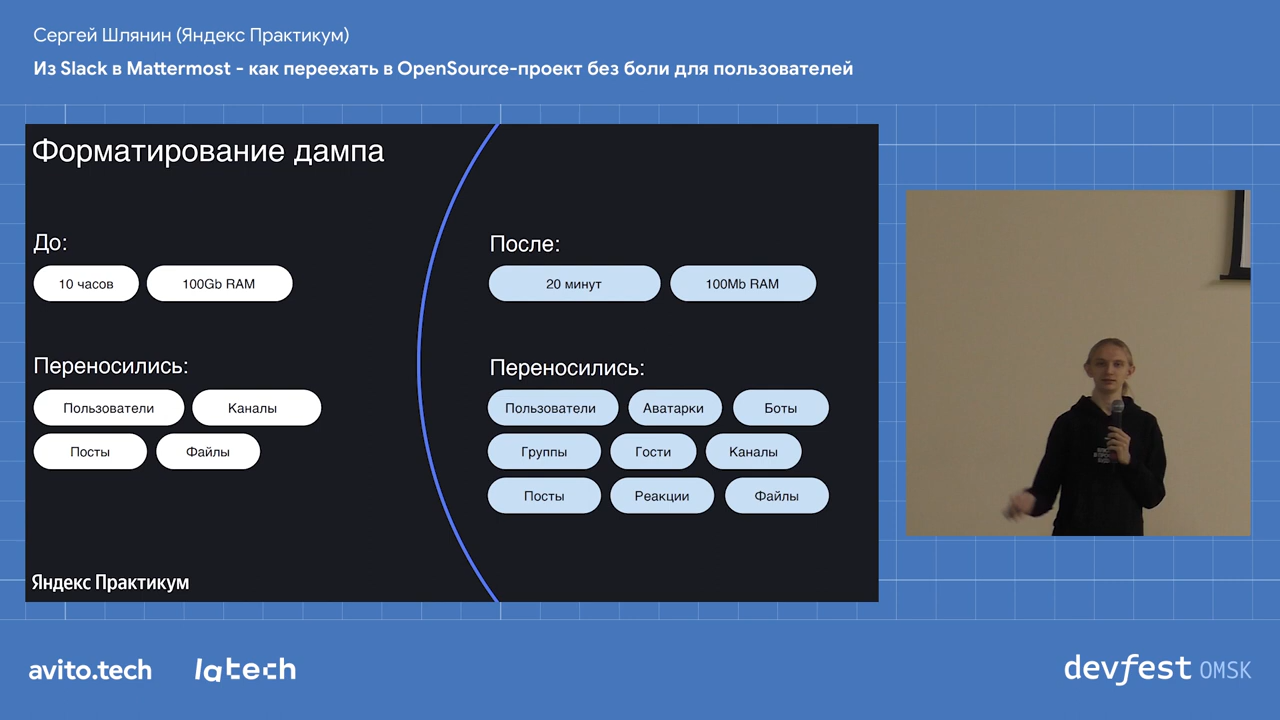 Сергей Шлянин (Яндекс Практикум)
Из Slack в Mattermost - как переехать в OpenSource-проект без боли для пользователей
Форматирование дампа
До:
10 часов
100Gb RAM
Переносились:
Пользователи
Каналы
Посты
Файлы
После:
20 минут
100Mb RAM
Переносились:
Пользователи
Аватарки
Боты
Группы
Гости
Каналы
Посты
Реакции
Файлы
Яндекс Практикум
avito.tech
latech
devfest OMSK